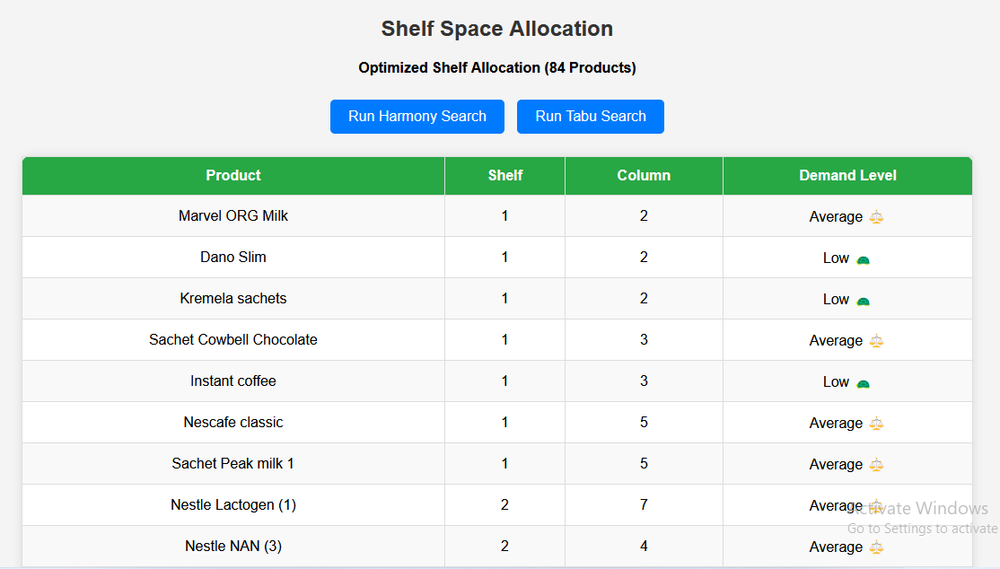 Shelf Space Allocation
Optimized Shelf Allocation (84 Products)
Run Harmony Search Run Tabu Search
Product Shelf Column Demand Level
Marvel ORG Milk 1 2 Average
Dano Slim 1 2 Low
Kremela sachets 1 2 Low
Sachet Cowbell Chocolate 1 3 Average
Instant coffee 1 3 Low
Nescafe classic 1 5 Average
Sachet Peak milk 1 1 5 Average
Nestle Lactogen (1) 2 7 Average
Activate Windows
Go to Settings to activate
Nestle NAN (3) 2 4 Average